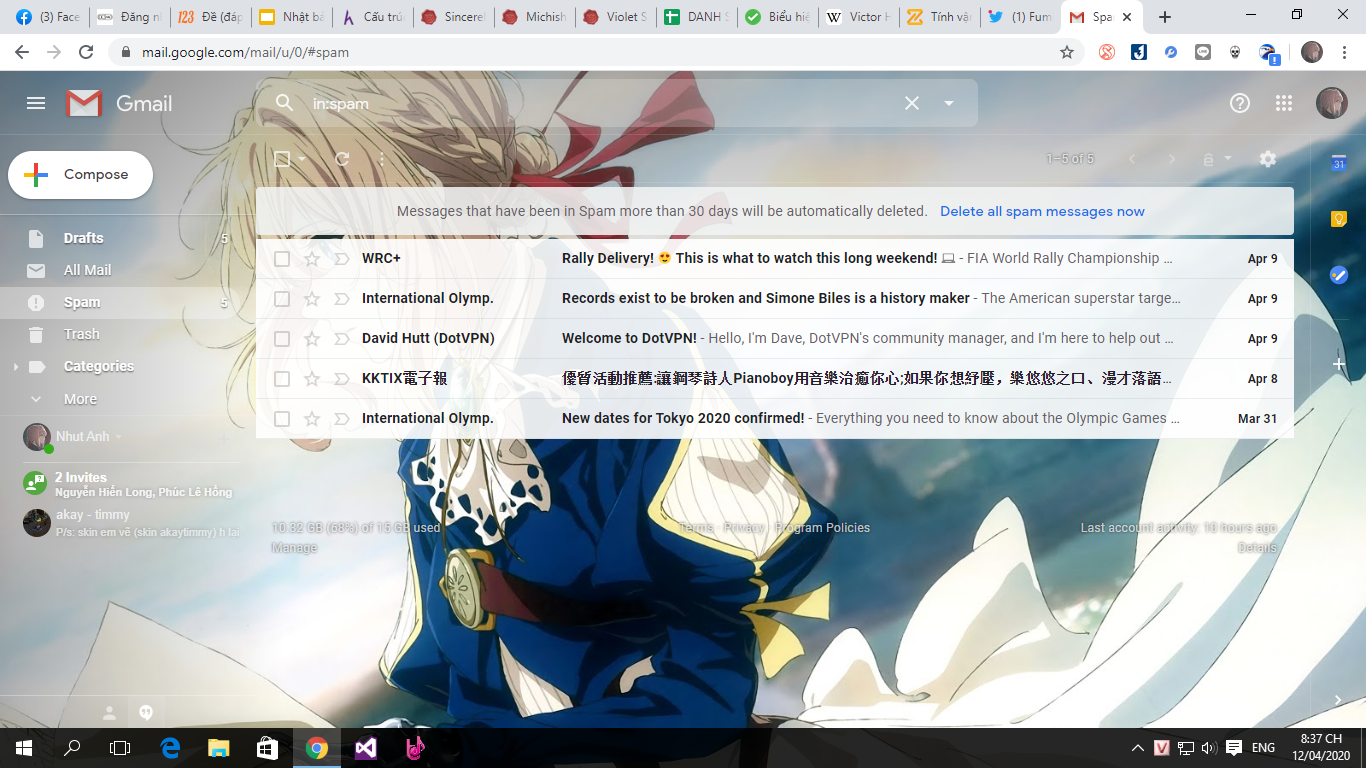 (3) Face
Đăng n
123 Đề (đáp
Nhật bả
Cấu trú
Sincerel
Michish
Violet S
DANH S
Biểu hiệ
W Victor H
Tính vận
(1) Fum
Spa
mail.google.com/mail/u/0/#spam
Gmail
in:spam
Compose
1–5 of 5
31
Messages that have been in Spam more than 30 days will be automatically deleted. Delete all spam messages now
Drafts 5
All Mail
Spam 5
Trash
Categories
More
WRC+ Rally Delivery! 😍 This is what to watch this long weekend! 💻 - FIA World Rally Championship ... Apr 9
International Olymp. Records exist to be broken and Simone Biles is a history maker - The American superstar targe... Apr 9
David Hutt (DotVPN) Welcome to DotVPN! - Hello, I'm Dave, DotVPN's community manager, and I'm here to help out ... Apr 9
KKTIX電子報 優質活動推薦:讓鋼琴詩人Pianoboy用音樂治癒你心;如果你想紓壓，樂悠悠之口、漫才落語... Apr 8
International Olymp. New dates for Tokyo 2020 confirmed! - Everything you need to know about the Olympic Games ... Mar 31
Nhut Anh
2 Invites
Nguyễn Hiển Long, Phúc Lê Hồng
akay - timmy
P/s: skin em vẽ (skin akaytimmy) h lai
10.32 GB (68%) of 15 GB used
Manage
Terms · Privacy · Program Policies
Last account activity: 19 hours ago
Details
ENG
8:37 CH
12/04/2020